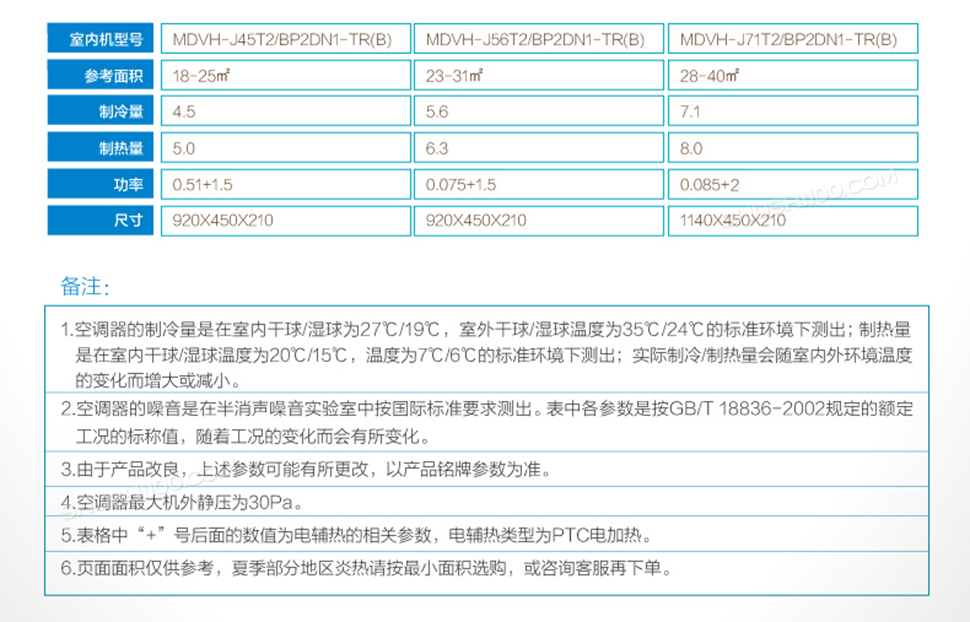 室内机型号 MDVH-J45T2/BP2DN1-TR(B) MDVH-J56T2/BP2DN1-TR(B) MDVH-J71T2/BP2DN1-TR(B)
参考面积 18-25㎡ 23-31㎡ 28-40㎡
制冷量 4.5 5.6 7.1
制热量 5.0 6.3 8.0
功率 0.51+1.5 0.075+1.5 0.085+2
尺寸 920X450X210 920X450X210 1140X450X210
备注：
1.空调器的制冷量是在室内干球/湿球为27℃/19℃，室外干球/湿球温度为35℃/24℃的标准环境下测出；制热量
是在室内干球/湿球温度为20℃/15℃，温度为7℃/6℃的标准环境下测出；实际制冷/制热量会随室内外环境温度
的变化而增大或减小。
2.空调器的噪音是在半消声噪音实验室中按国际标准要求测出。表中各参数是按GB/T 18836-2002规定的额定
工况的标称值，随着工况的变化而会有所变化。
3.由于产品改良，上述参数可能有所更改，以产品铭牌参数为准。
4.空调器最大机外静压为30Pa。
5.表格中“+”号后面的数值为电辅热的相关参数，电辅热类型为PTC电加热。
6.页面面积仅供参考，夏季部分地区炎热请按最小面积选购，或咨询客服再下单。